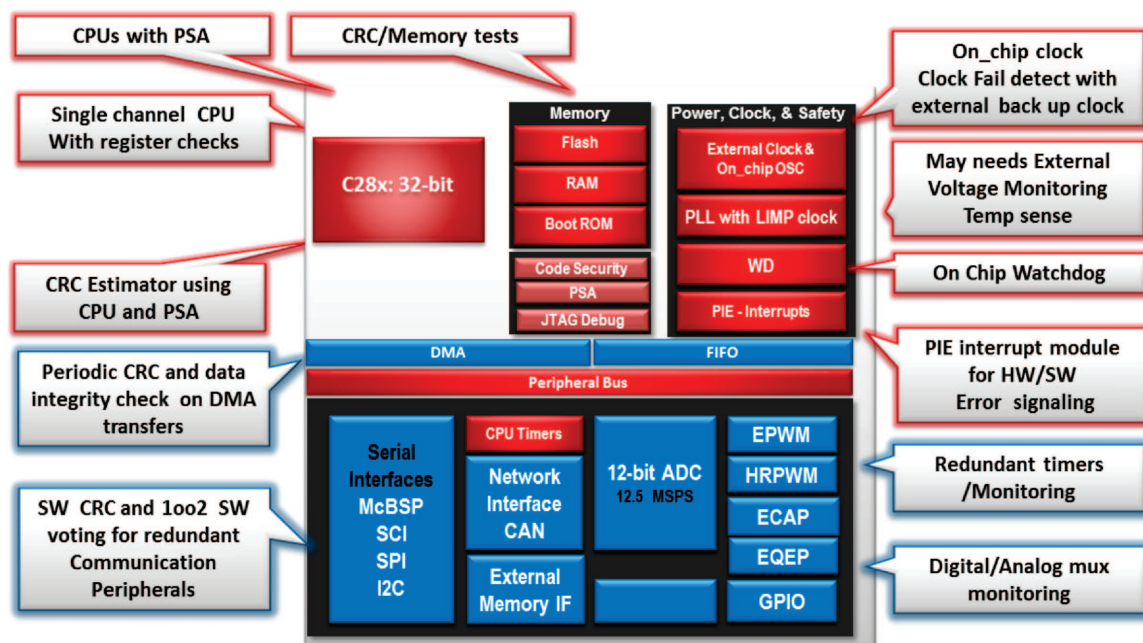 CPUs with PSA
CRC/Memory tests
On_chip clock
Clock Fail detect with
external back up clock
Single channel CPU
With register checks
May needs External
Voltage Monitoring
Temp sense
CRC Estimator using
CPU and PSA
On Chip Watchdog
Periodic CRC and data
integrity check on DMA
transfers
PIE interrupt module
for HW/SW
Error signaling
SW CRC and 1oo2 SW
voting for redundant
Communication
Peripherals
Redundant timers
/Monitoring
Digital/Analog mux
monitoring
C28x: 32-bit
Memory
Flash
RAM
Boot ROM
Code Security
PSA
JTAG Debug
Power, Clock, & Safety
External Clock &
On_chip OSC
PLL with LIMP clock
WD
PIE - Interrupts
DMA
FIFO
Peripheral Bus
Serial
Interfaces
McBSP
SCI
SPI
I2C
CPU Timers
Network
Interface
CAN
External
Memory IF
12-bit ADC
12.5 MSPS
EPWM
HRPWM
ECAP
EQEP
GPIO